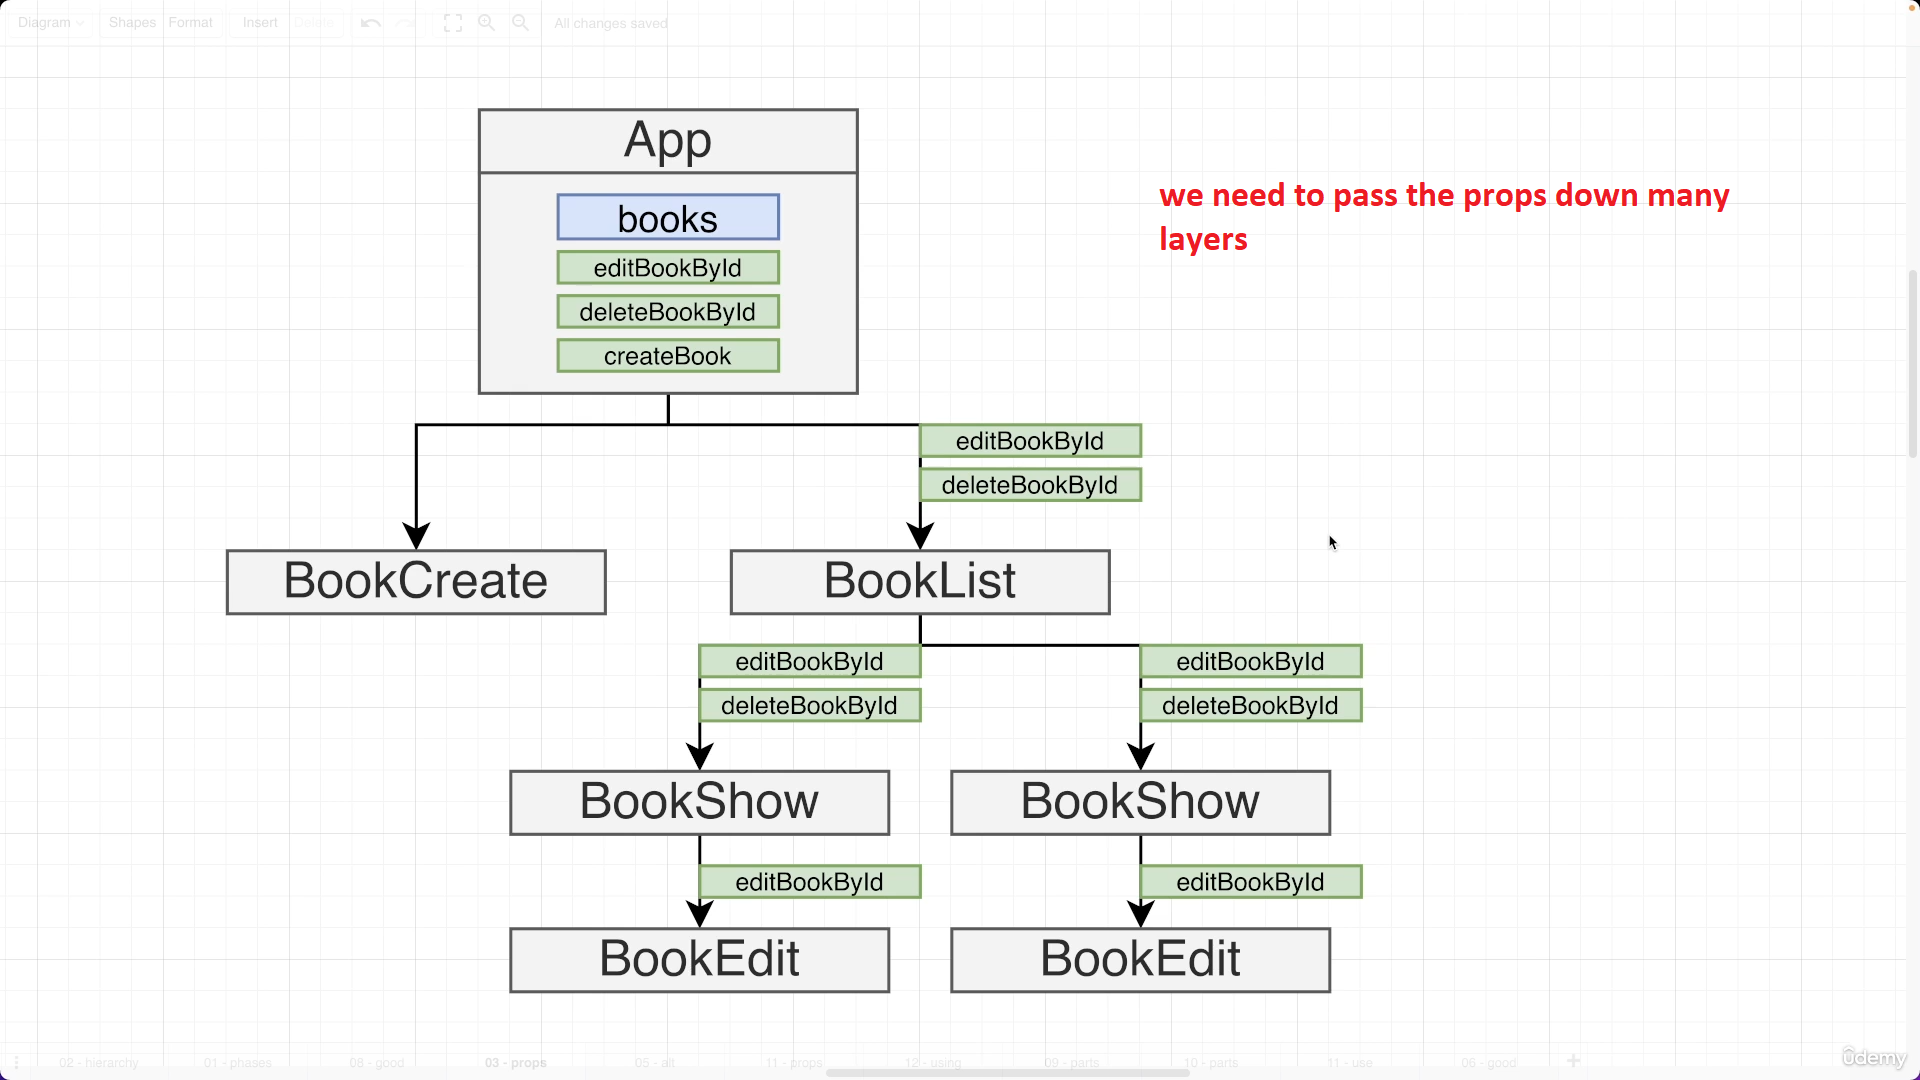 Diagram Shapes Format Insert Delete All changes saved
App
books
we need to pass the props down many
layers
editBookById
deleteBookById
createBook
editBookById
deleteBookById
BookCreate BookList
editBookById editBookById
deleteBookById deleteBookById
BookShow BookShow
editBookById editBookById
BookEdit BookEdit
02 - hierarchy 01 - phases 08 - good 03 - props 05 - alt 11 - props 12 - using 09 - parts 10 - parts 11 - use 06 - good
ûdemy